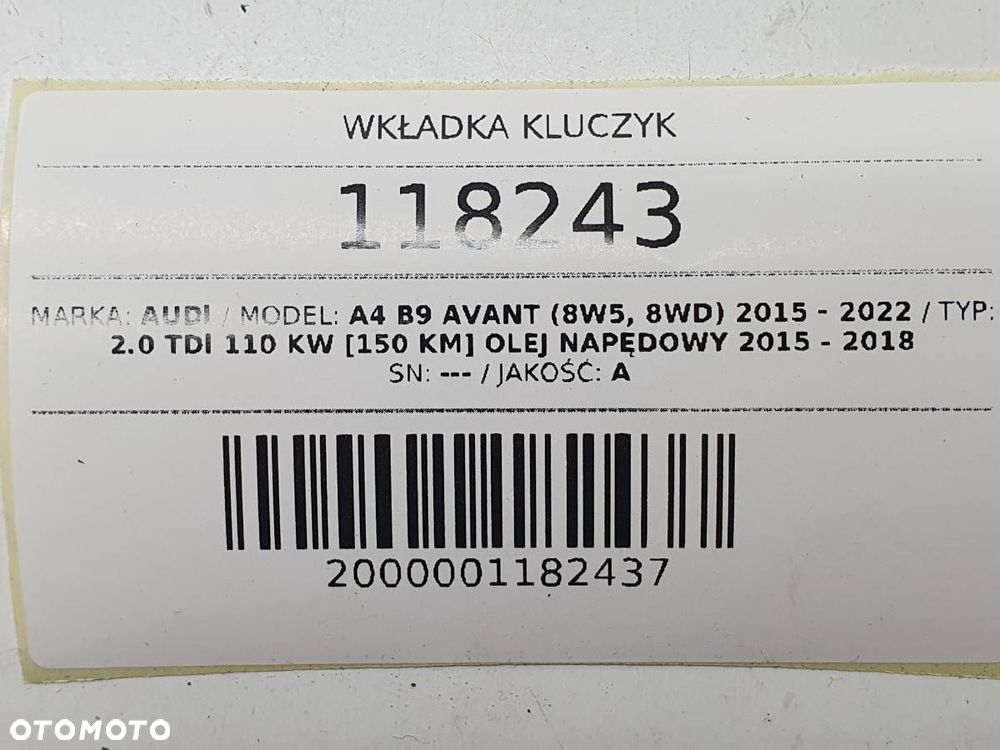 WKŁADKA KLUCZYK
118243
MARKA: AUDI / MODEL: A4 B9 AVANT (8W5, 8WD) 2015 - 2022 / TYP:
2.0 TDI 110 KW [150 KM] OLEJ NAPĘDOWY 2015 - 2018
SN: --- / JAKOŚĆ: A
2000001182437
OTOMOTO